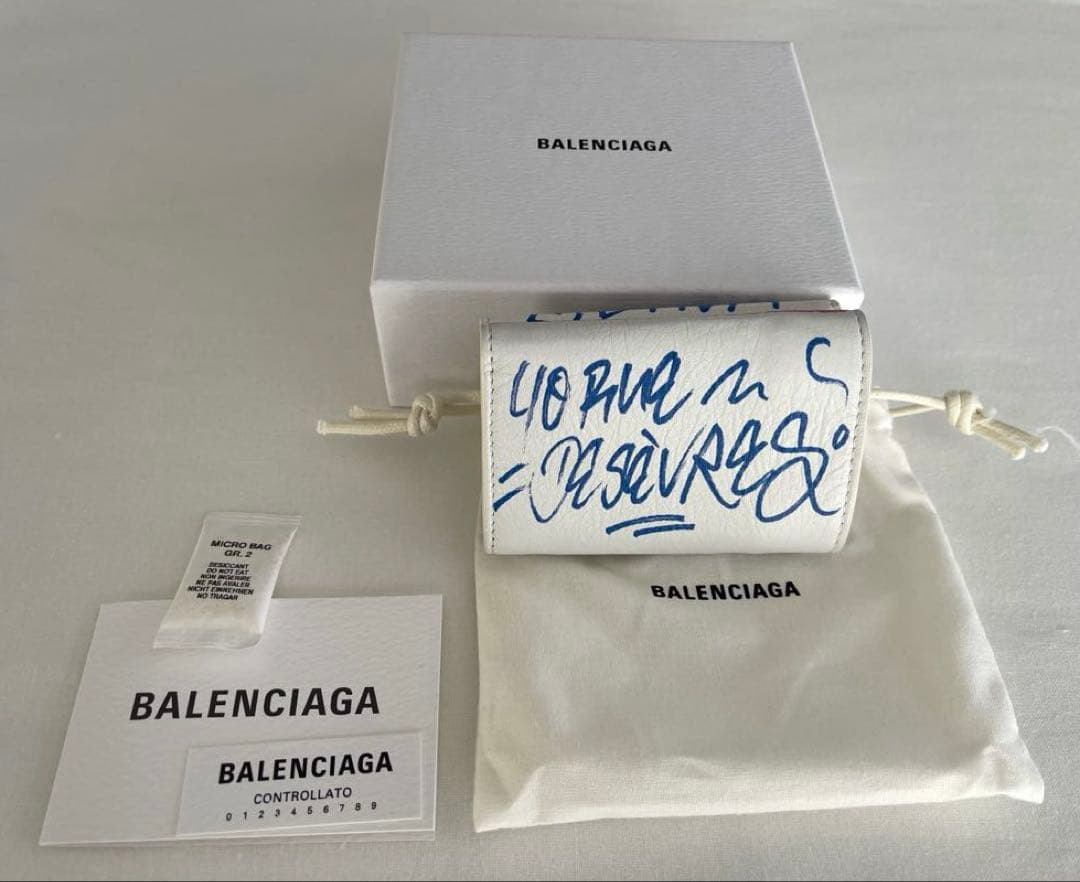 BALENCIAGA
40 RUE
DE SÈVRES
BALENCIAGA
MICRO BAG
GR. 2
DESICCANT
DO NOT EAT
NON INGERIRE
NE PAS AVALER
NICHT EINNEHMEN
NO TRAGAR
BALENCIAGA
BALENCIAGA
CONTROLLATO
0 1 2 3 4 5 6 7 8 9